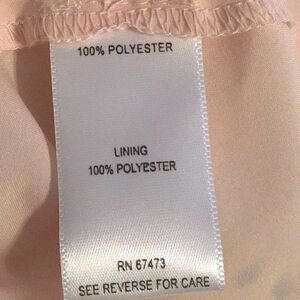 100% POLYESTER
LINING
100% POLYESTER
RN 67473
SEE REVERSE FOR CARE